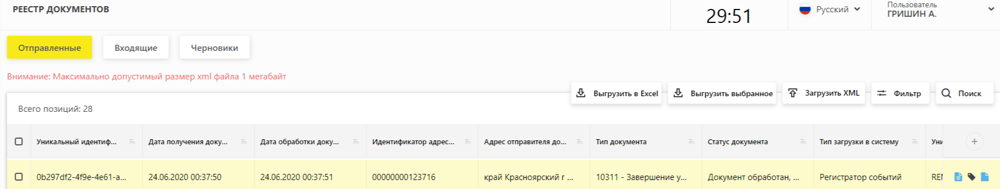 РЕЕСТР ДОКУМЕНТОВ
29:51
Русский
Пользователь
ГРИШИН А.
Отправленные Входящие Черновики
Внимание: Максимально допустимый размер xml файла 1 мегабайт
Выгрузить в Excel Выгрузить выбранное Загрузить XML Фильтр Поиск
Всего позиций: 28
Уникальный идентиф... Дата получения доку... Дата обработки доку... Идентификатор адрес... Адрес отправителя до... Тип документа Статус документа Тип загрузки в систему Уни
0b297df2-4f9e-4e61-a... 24.06.2020 00:37:50 24.06.2020 00:37:51 00000000123716 край Красноярский г ... 10311 - Завершение у... Документ обработан, ... Регистратор событий REI